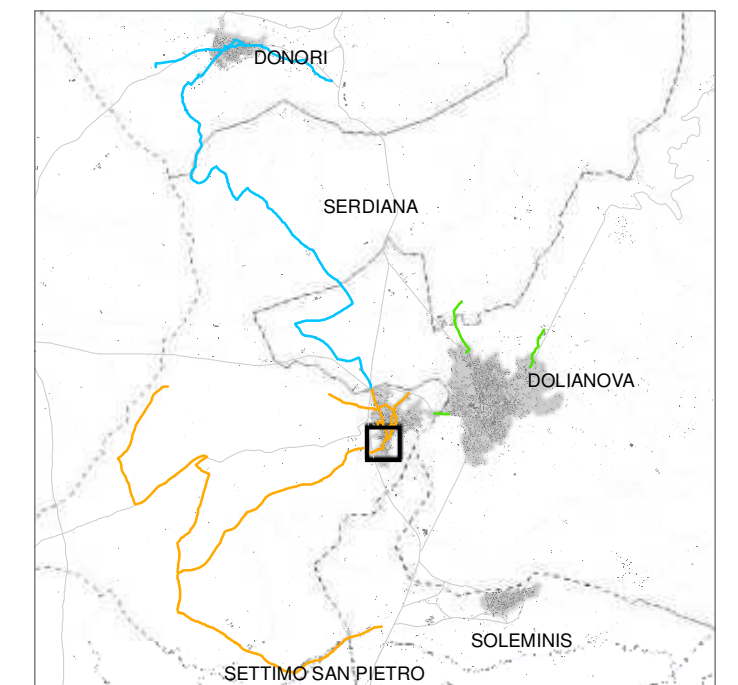 DONORI
SERDIANA
DOLIANOVA
SOLEMINIS
SETTIMO SAN PIETRO